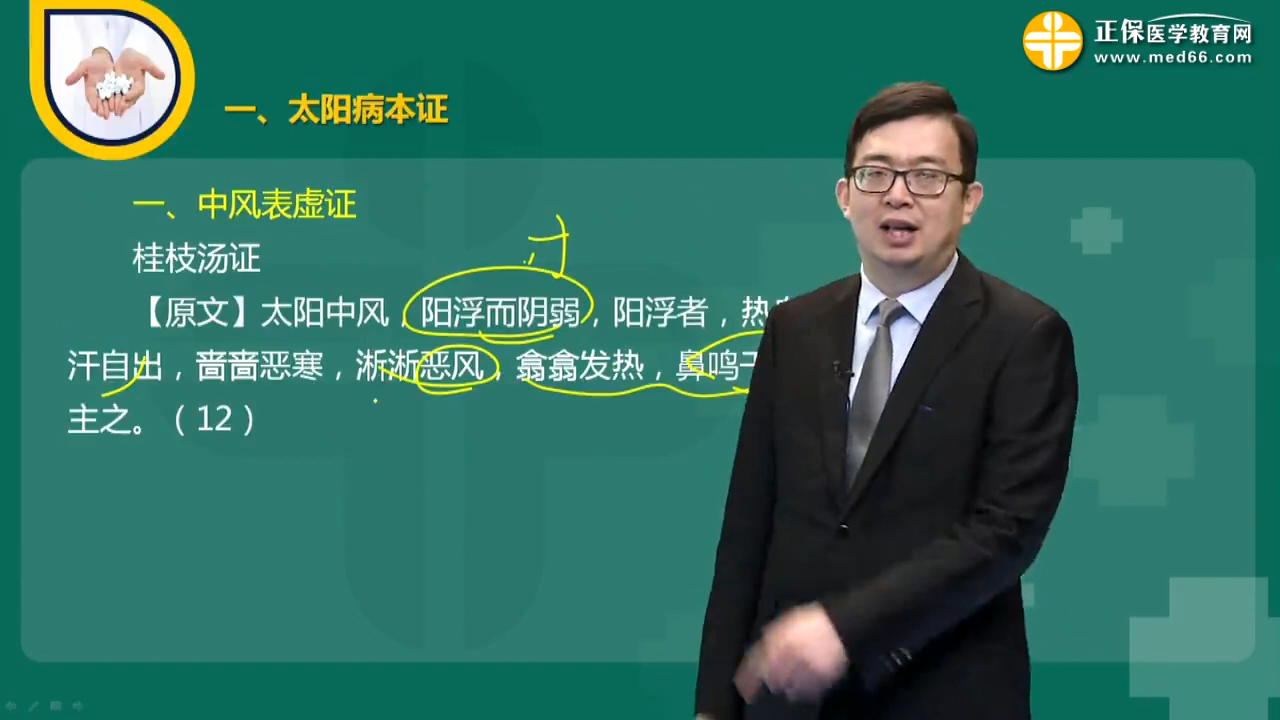 正保医学教育网
www.med66.com
一、太阳病本证
一、中风表虚证
桂枝汤证
【原文】太阳中风，阳浮而阴弱，阳浮者，热
汗自出，啬啬恶寒，淅淅恶风，翕翕发热，鼻鸣干
主之。（12）